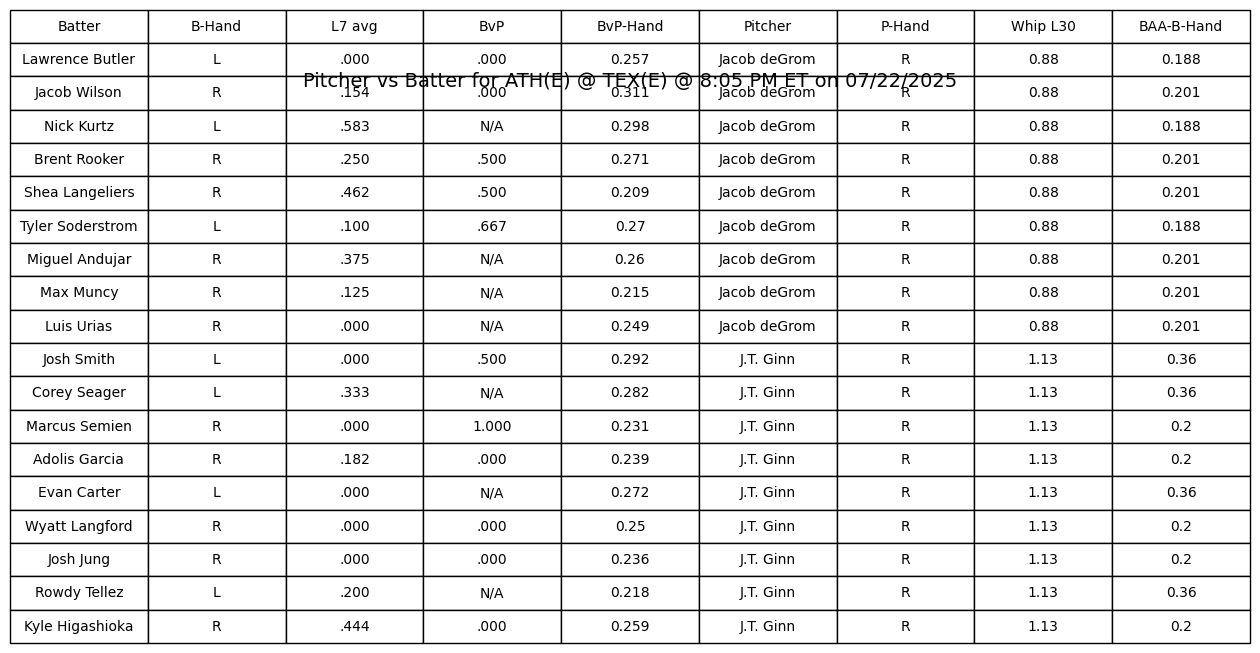 Batter B-Hand L7 avg BvP BvP-Hand Pitcher P-Hand Whip L30 BAA-B-Hand
Lawrence Butler L .000 .000 0.257 Jacob deGrom R 0.88 0.188
Pitcher vs Batter for ATH(E) @ TEX(E) @ 8:05 PM ET on 07/22/2025
Jacob Wilson R .154 .000 0.311 Jacob deGrom R 0.88 0.201
Nick Kurtz L .583 N/A 0.298 Jacob deGrom R 0.88 0.188
Brent Rooker R .250 .500 0.271 Jacob deGrom R 0.88 0.201
Shea Langeliers R .462 .500 0.209 Jacob deGrom R 0.88 0.201
Tyler Soderstrom L .100 .667 0.27 Jacob deGrom R 0.88 0.188
Miguel Andujar R .375 N/A 0.26 Jacob deGrom R 0.88 0.201
Max Muncy R .125 N/A 0.215 Jacob deGrom R 0.88 0.201
Luis Urias R .000 N/A 0.249 Jacob deGrom R 0.88 0.201
Josh Smith L .000 .500 0.292 J.T. Ginn R 1.13 0.36
Corey Seager L .333 N/A 0.282 J.T. Ginn R 1.13 0.36
Marcus Semien R .000 1.000 0.231 J.T. Ginn R 1.13 0.2
Adolis Garcia R .182 .000 0.239 J.T. Ginn R 1.13 0.2
Evan Carter L .000 N/A 0.272 J.T. Ginn R 1.13 0.36
Wyatt Langford R .000 .000 0.25 J.T. Ginn R 1.13 0.2
Josh Jung R .000 .000 0.236 J.T. Ginn R 1.13 0.2
Rowdy Tellez L .200 N/A 0.218 J.T. Ginn R 1.13 0.36
Kyle Higashioka R .444 .000 0.259 J.T. Ginn R 1.13 0.2